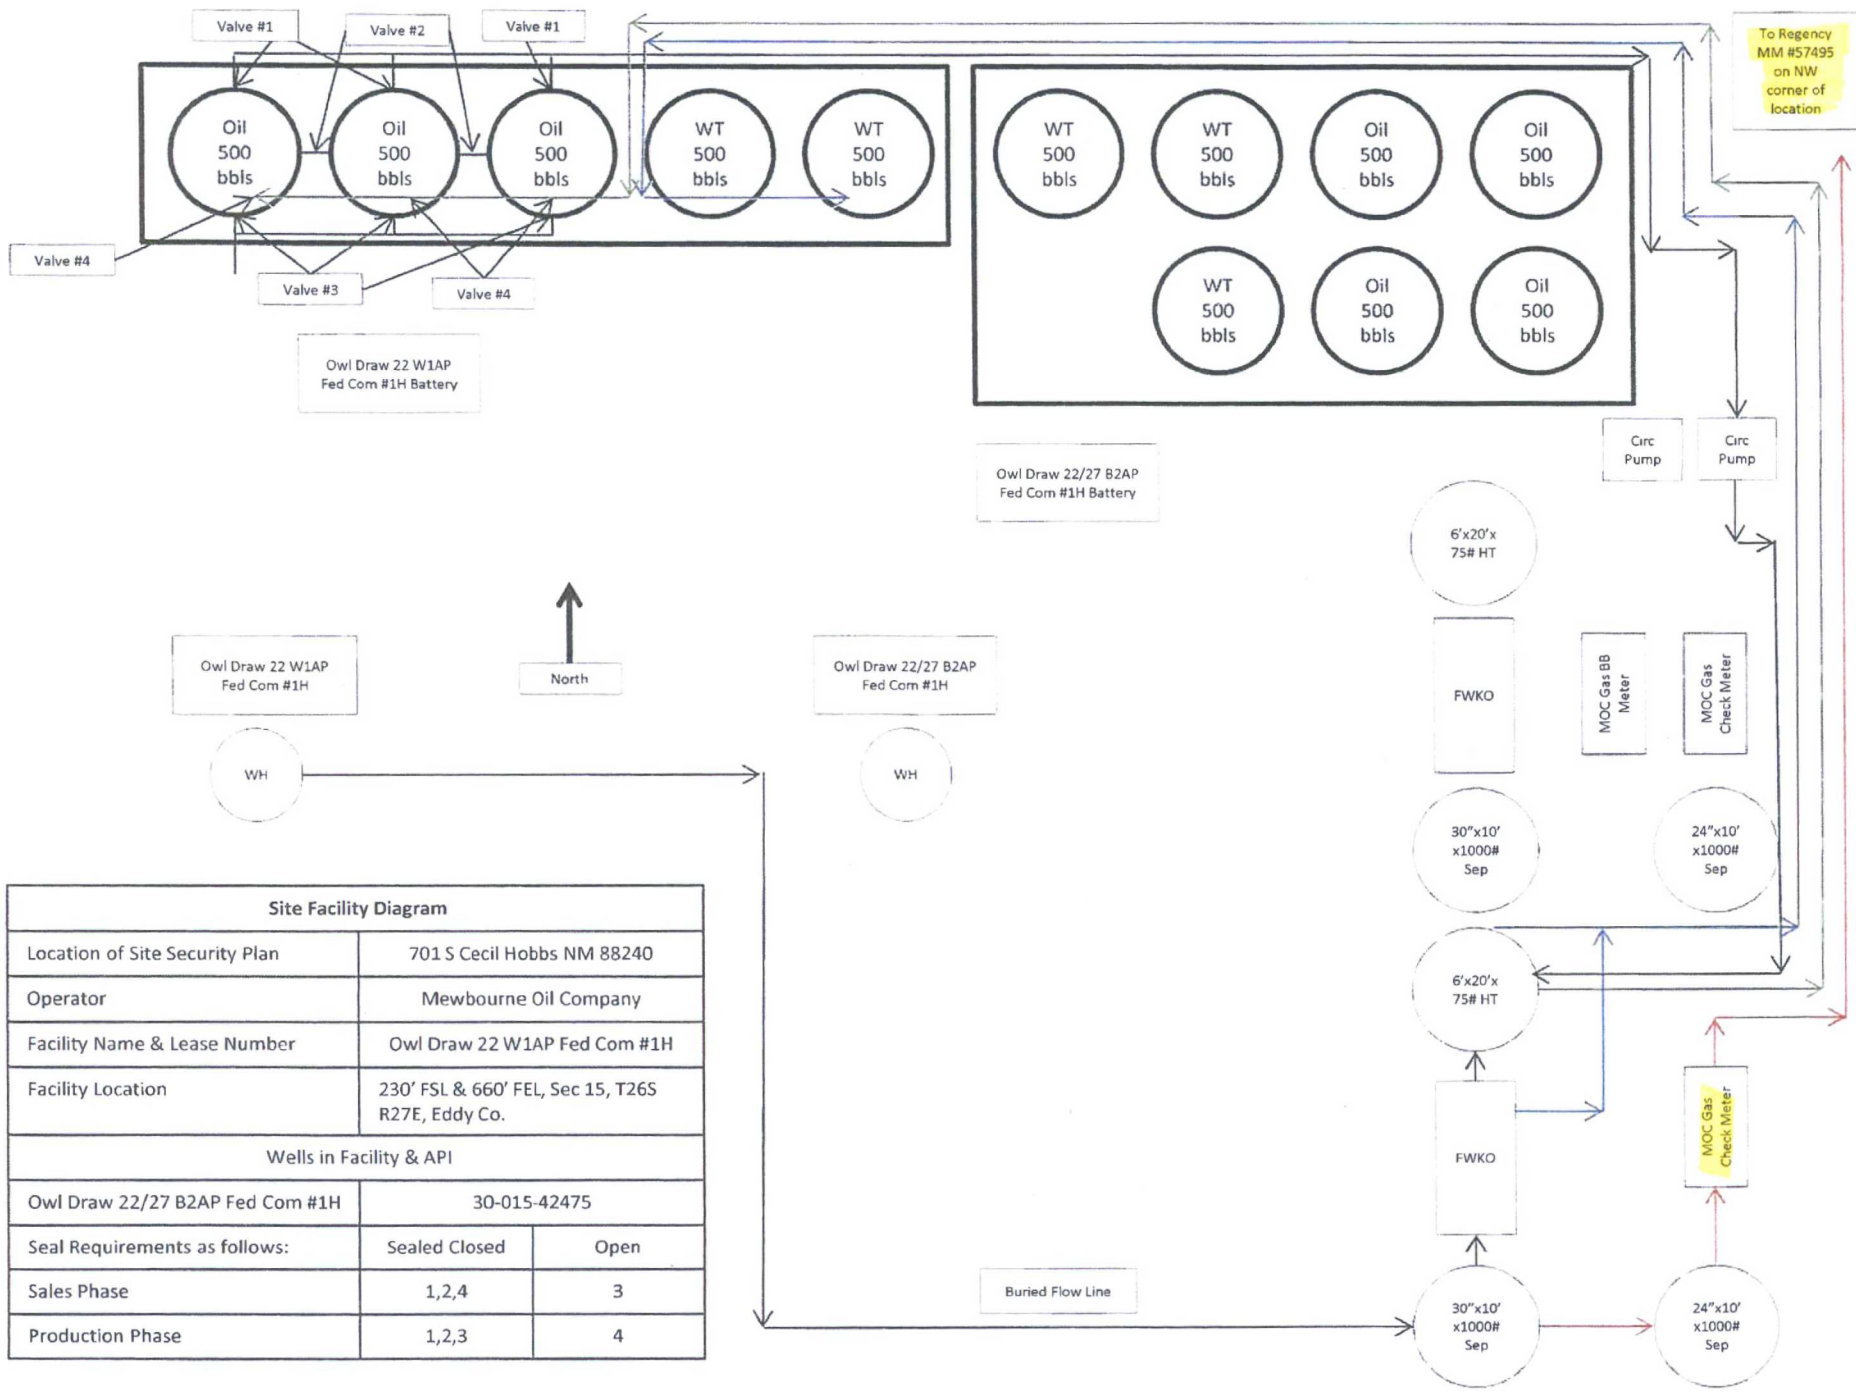 Valve #1
Valve #2
Valve #1
To Regency
MM #57495
on NW
corner of
location
Oil
500
bbls
Oil
500
bbls
Oil
500
bbls
WT
500
bbls
WT
500
bbls
WT
500
bbls
WT
500
bbls
Oil
500
bbls
Oil
500
bbls
Valve #4
Valve #3
Valve #4
WT
500
bbls
Oil
500
bbls
Oil
500
bbls
Owl Draw 22 W1AP
Fed Com #1H Battery
Owl Draw 22/27 B2AP
Fed Com #1H Battery
Circ
Pump
Circ
Pump
6'x20'x
75# HT
North
Owl Draw 22 W1AP
Fed Com #1H
Owl Draw 22/27 B2AP
Fed Com #1H
FWKO
MOC Gas BB
Meter
MOC Gas
Check Meter
WH
WH
30"x10'
x1000#
Sep
24"x10'
x1000#
Sep
6'x20'x
75# HT
FWKO
MOC Gas
Check Meter
Buried Flow Line
30"x10'
x1000#
Sep
24"x10'
x1000#
Sep
Site Facility Diagram
Location of Site Security Plan 701 S Cecil Hobbs NM 88240
Operator Mewbourne Oil Company
Facility Name & Lease Number Owl Draw 22 W1AP Fed Com #1H
Facility Location 230' FSL & 660' FEL, Sec 15, T26S
R27E, Eddy Co.
Wells in Facility & API
Owl Draw 22/27 B2AP Fed Com #1H 30-015-42475
Seal Requirements as follows: Sealed Closed Open
Sales Phase 1,2,4 3
Production Phase 1,2,3 4